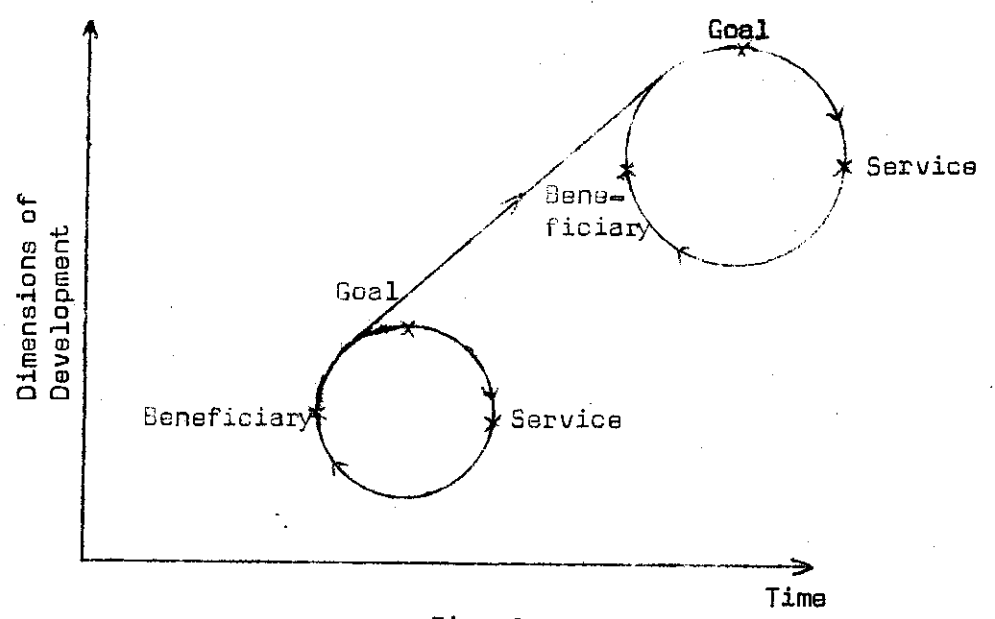 Goal
Service
Bene-
ficiary
Goal
Beneficiary
Service
Dimensions of
Development
Time